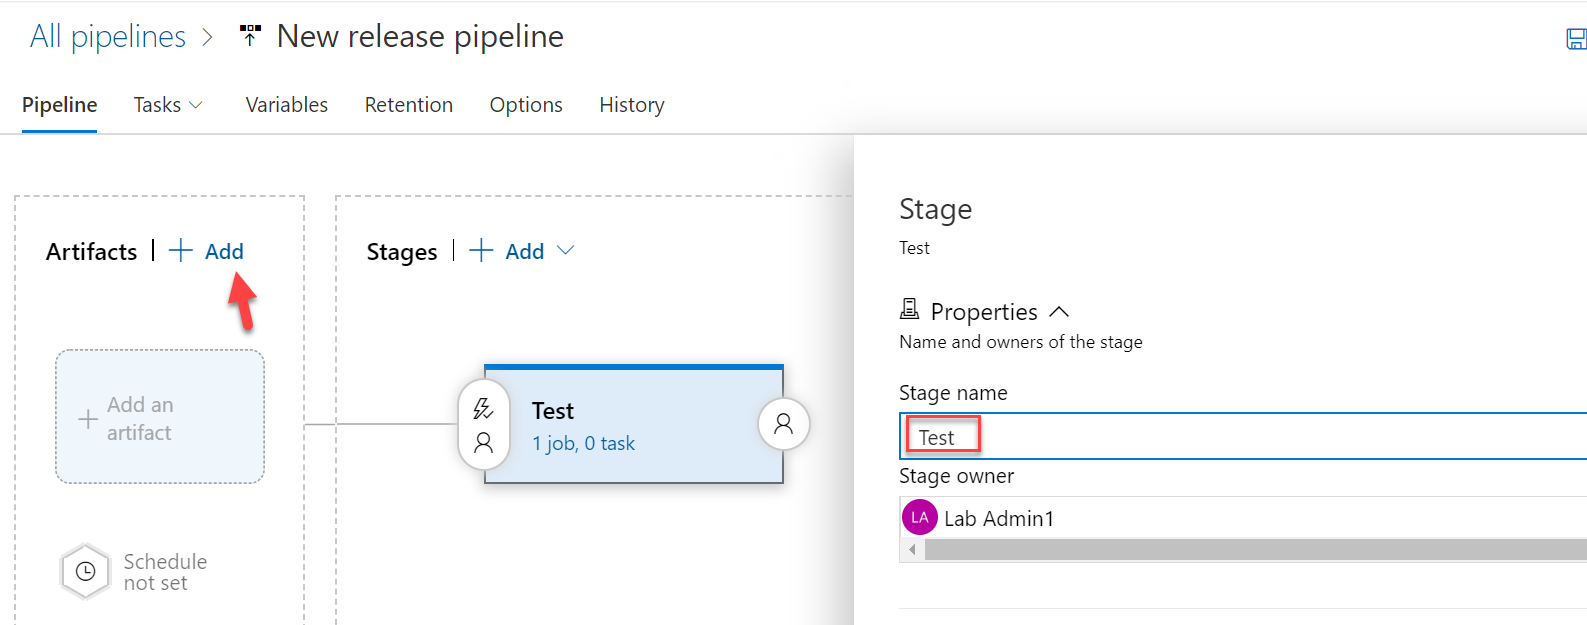 All pipelines > New release pipeline
Pipeline Tasks Variables Retention Options History
Artifacts | + Add
Add an
artifact
Schedule
not set
Stages | + Add
Test
1 job, 0 task
Stage
Test
Properties
Name and owners of the stage
Stage name
Test
Stage owner
LA Lab Admin1